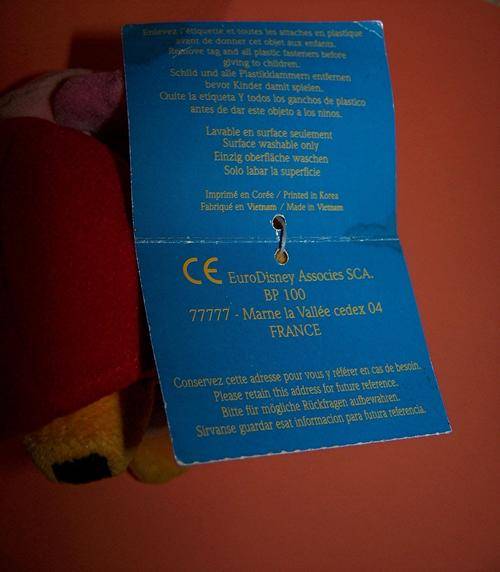 Enlevez l'étiquette et toutes les attaches en plastique
avant de donner cet objet aux enfants.
Remove tag and all plastic fasteners before
giving to children.
Schild und alle Plastikklammern entfernen
bevor Kinder damit spielen.
Quite la etiqueta Y todos los ganchos de plastico
antes de dar este objeto a los ninos.
Lavable en surface seulement
Surface washable only
Einzig oberfläche waschen
Solo labar la superficie
Imprimé en Corée / Printed in Korea
Fabriqué en Vietnam / Made in Vietnam
CE EuroDisney Associes SCA.
BP 100
77777 - Marne la Vallée cedex 04
FRANCE
Conservez cette adresse pour vous y référer en cas de besoin.
Please retain this address for future reference.
Bitte für mögliche Rückfragen aufbewahren.
Sirvanse guardar esat informacion para futura referencia.